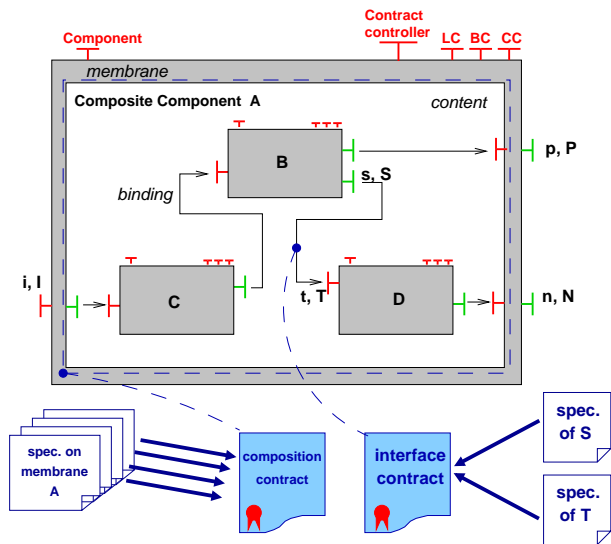 Component
Contract
controller
LC BC CC
membrane
Composite Component A
content
B
p, P
s, S
binding
i, I
C
t, T
D
n, N
spec. on
membrane
A
composition
contract
interface
contract
spec.
of S
spec.
of T